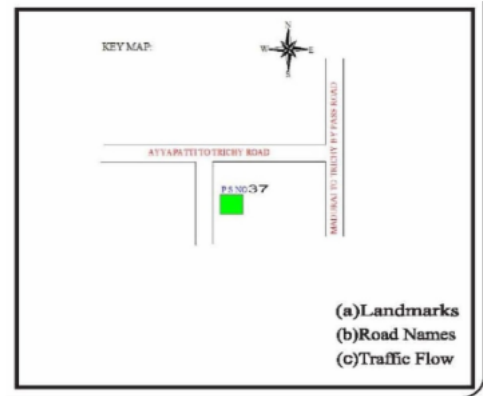 N
KEY MAP:
W E
S
AYYAPATTI TO TRICHY ROAD
MADURAI TO TRICHY BY PASS ROAD
P.S NO 37
(a)Landmarks
(b)Road Names
(c)Traffic Flow